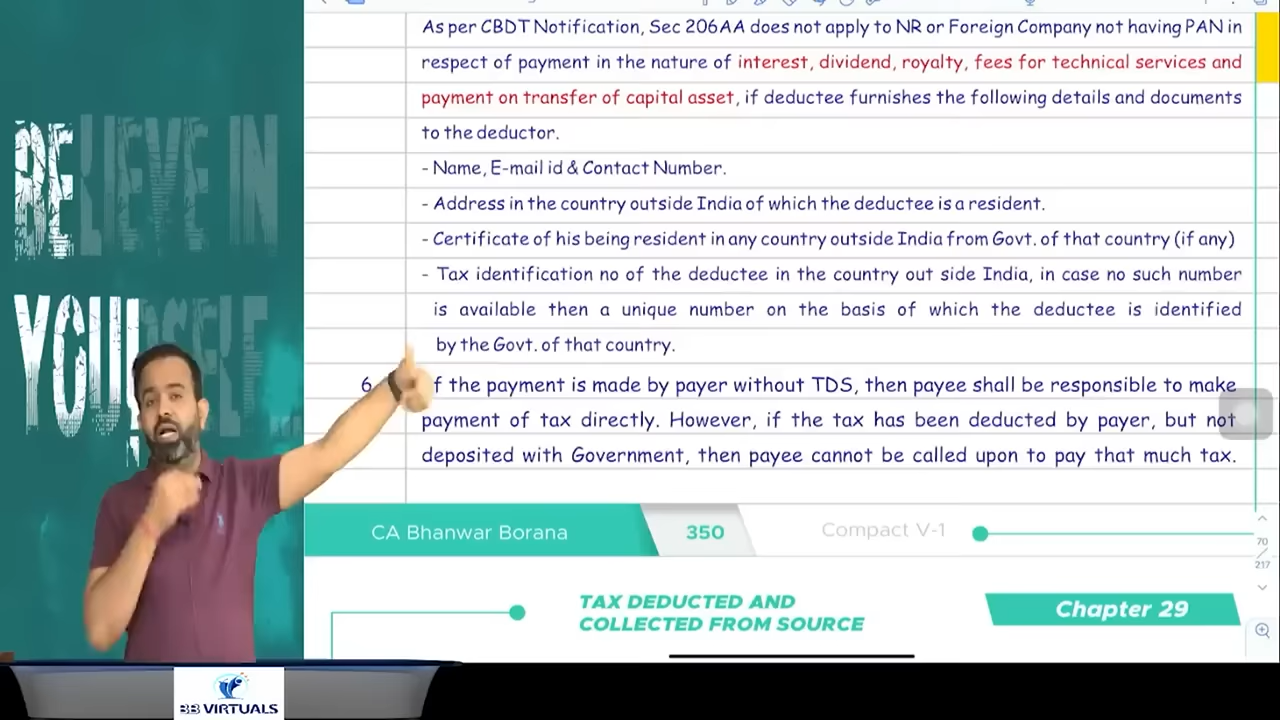 As per CBDT Notification, Sec 206AA does not apply to NR or Foreign Company not having PAN in
respect of payment in the nature of interest, dividend, royalty, fees for technical services and
payment on transfer of capital asset, if deductee furnishes the following details and documents
to the deductor.
- Name, E-mail id & Contact Number.
- Address in the country outside India of which the deductee is a resident.
- Certificate of his being resident in any country outside India from Govt. of that country (if any)
- Tax identification no of the deductee in the country out side India, in case no such number
is available then a unique number on the basis of which the deductee is identified
by the Govt. of that country.
6 f the payment is made by payer without TDS, then payee shall be responsible to make
payment of tax directly. However, if the tax has been deducted by payer, but not
deposited with Government, then payee cannot be called upon to pay that much tax.
CA Bhanwar Borana 350 Compact V-1
70
/
217
TAX DEDUCTED AND
COLLECTED FROM SOURCE
Chapter 29
BELIEVE IN
YOURSELF
BB VIRTUALS